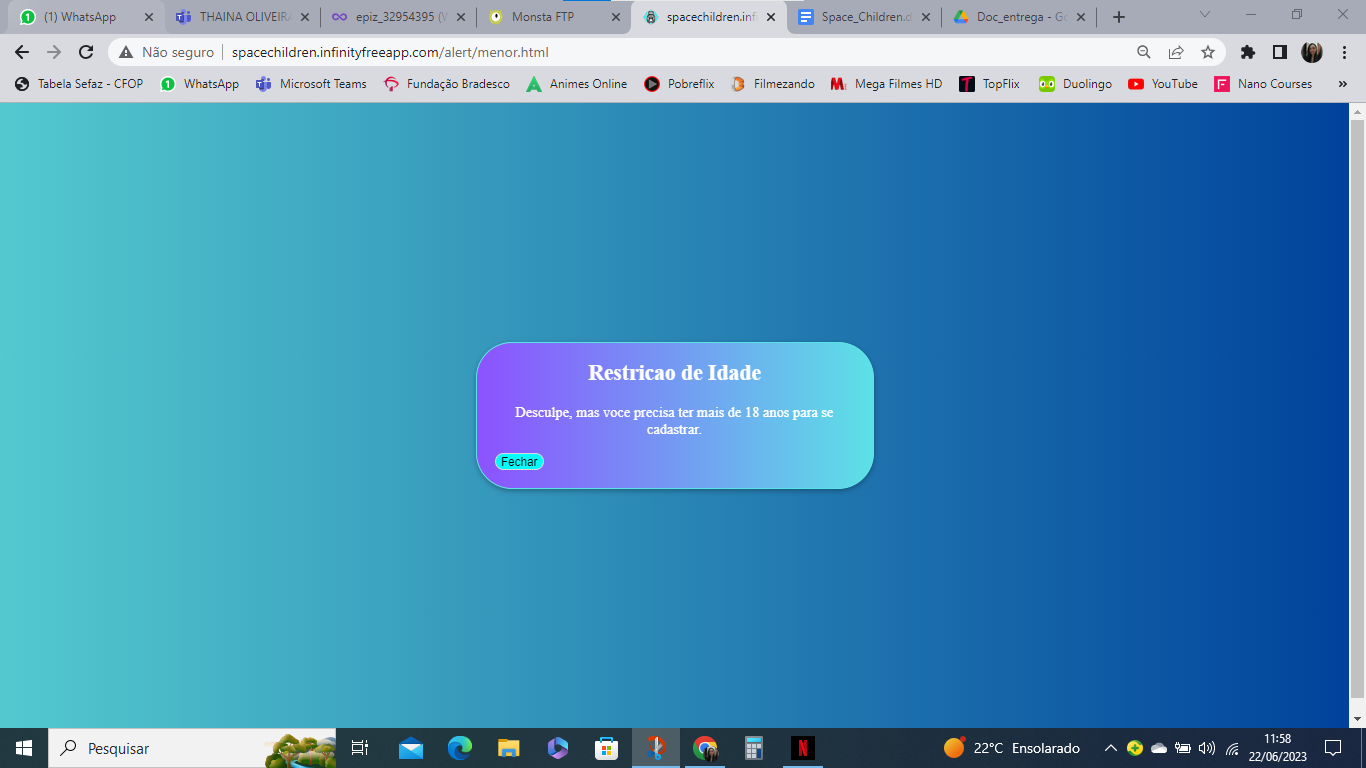 (1) WhatsApp
THAINA OLIVEIRA
epiz_32954395 (
Monsta FTP
spacechildren.infi
Space_Children.d
Doc_entrega - Go
Não seguro
spacechildren.infinityfreeapp.com/alert/menor.html
Tabela Sefaz - CFOP
WhatsApp
Microsoft Teams
Fundação Bradesco
Animes Online
Pobreflix
Filmezando
Mega Filmes HD
TopFlix
Duolingo
YouTube
Nano Courses
Restricao de Idade
Desculpe, mas voce precisa ter mais de 18 anos para se
cadastrar.
Fechar
Pesquisar
22°C Ensolarado
11:58
22/06/2023